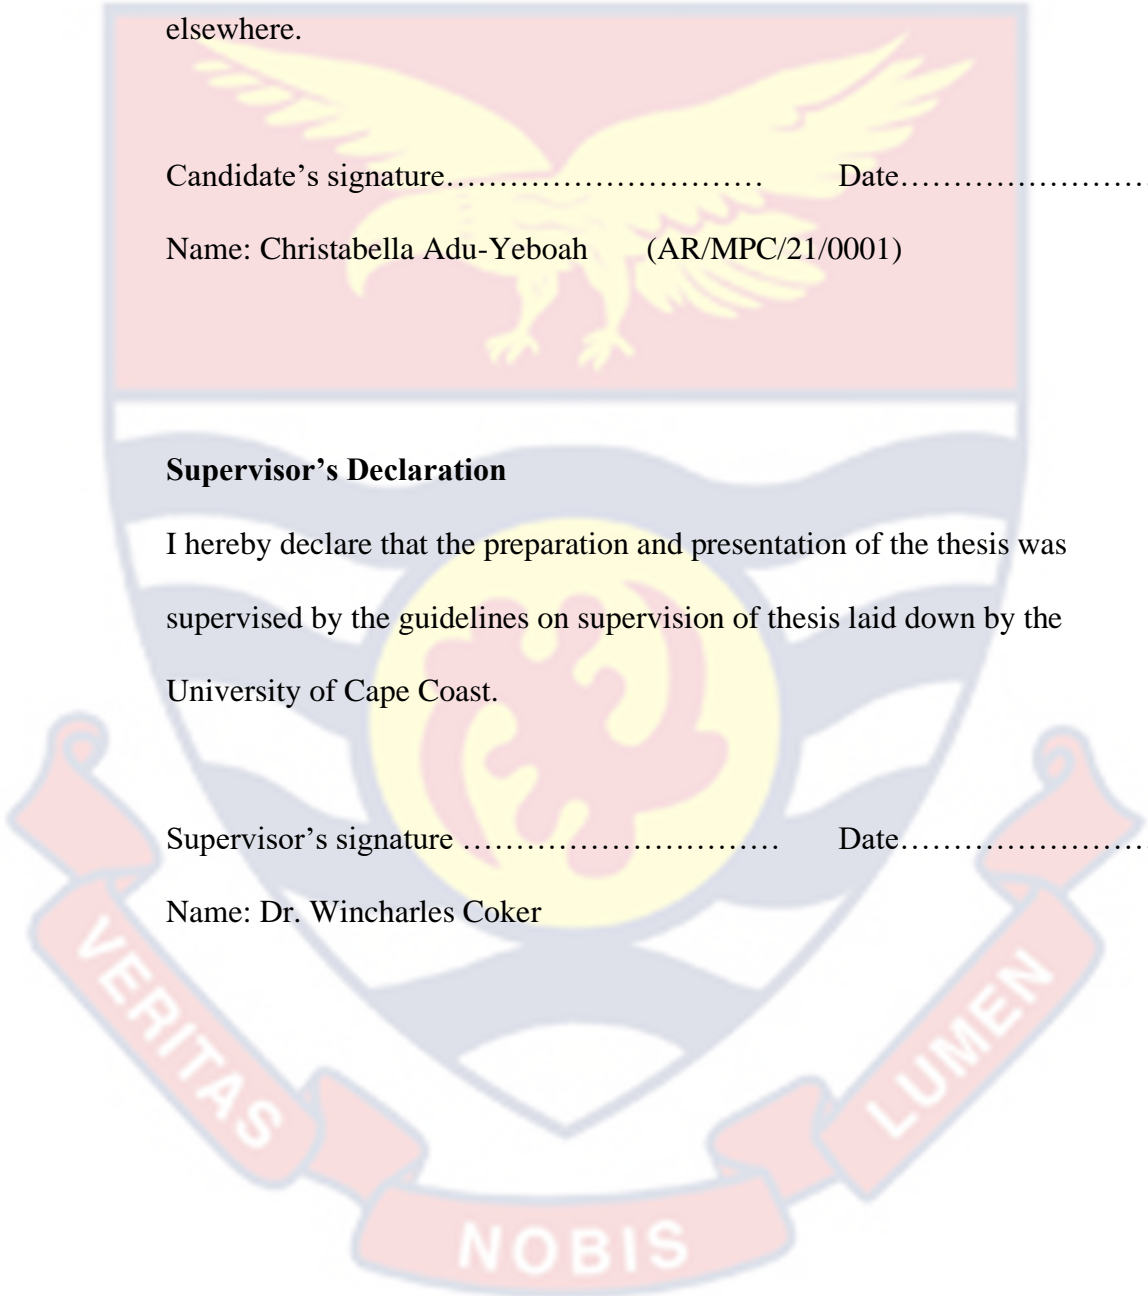 elsewhere.
Candidate’s signature………………………… Date……………………
Name: Christabella Adu-Yeboah (AR/MPC/21/0001)
Supervisor’s Declaration
I hereby declare that the preparation and presentation of the thesis was
supervised by the guidelines on supervision of thesis laid down by the
University of Cape Coast.
Supervisor’s signature ………………………… Date……………………
Name: Dr. Wincharles Coker
VERITAS
NOBIS
LUMEN